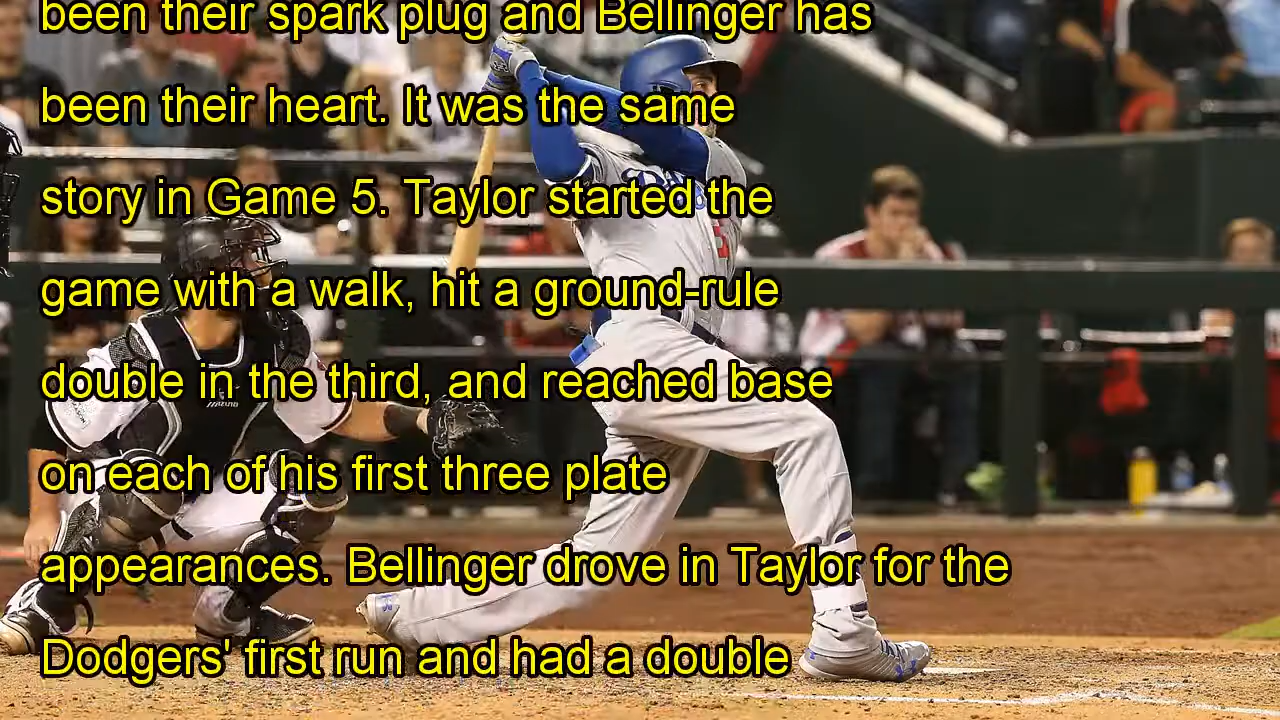 been their spark plug and Bellinger has
been their heart. It was the same
story in Game 5. Taylor started the
game with a walk, hit a ground-rule
double in the third, and reached base
on each of his first three plate
appearances. Bellinger drove in Taylor for the
Dodgers' first run and had a double